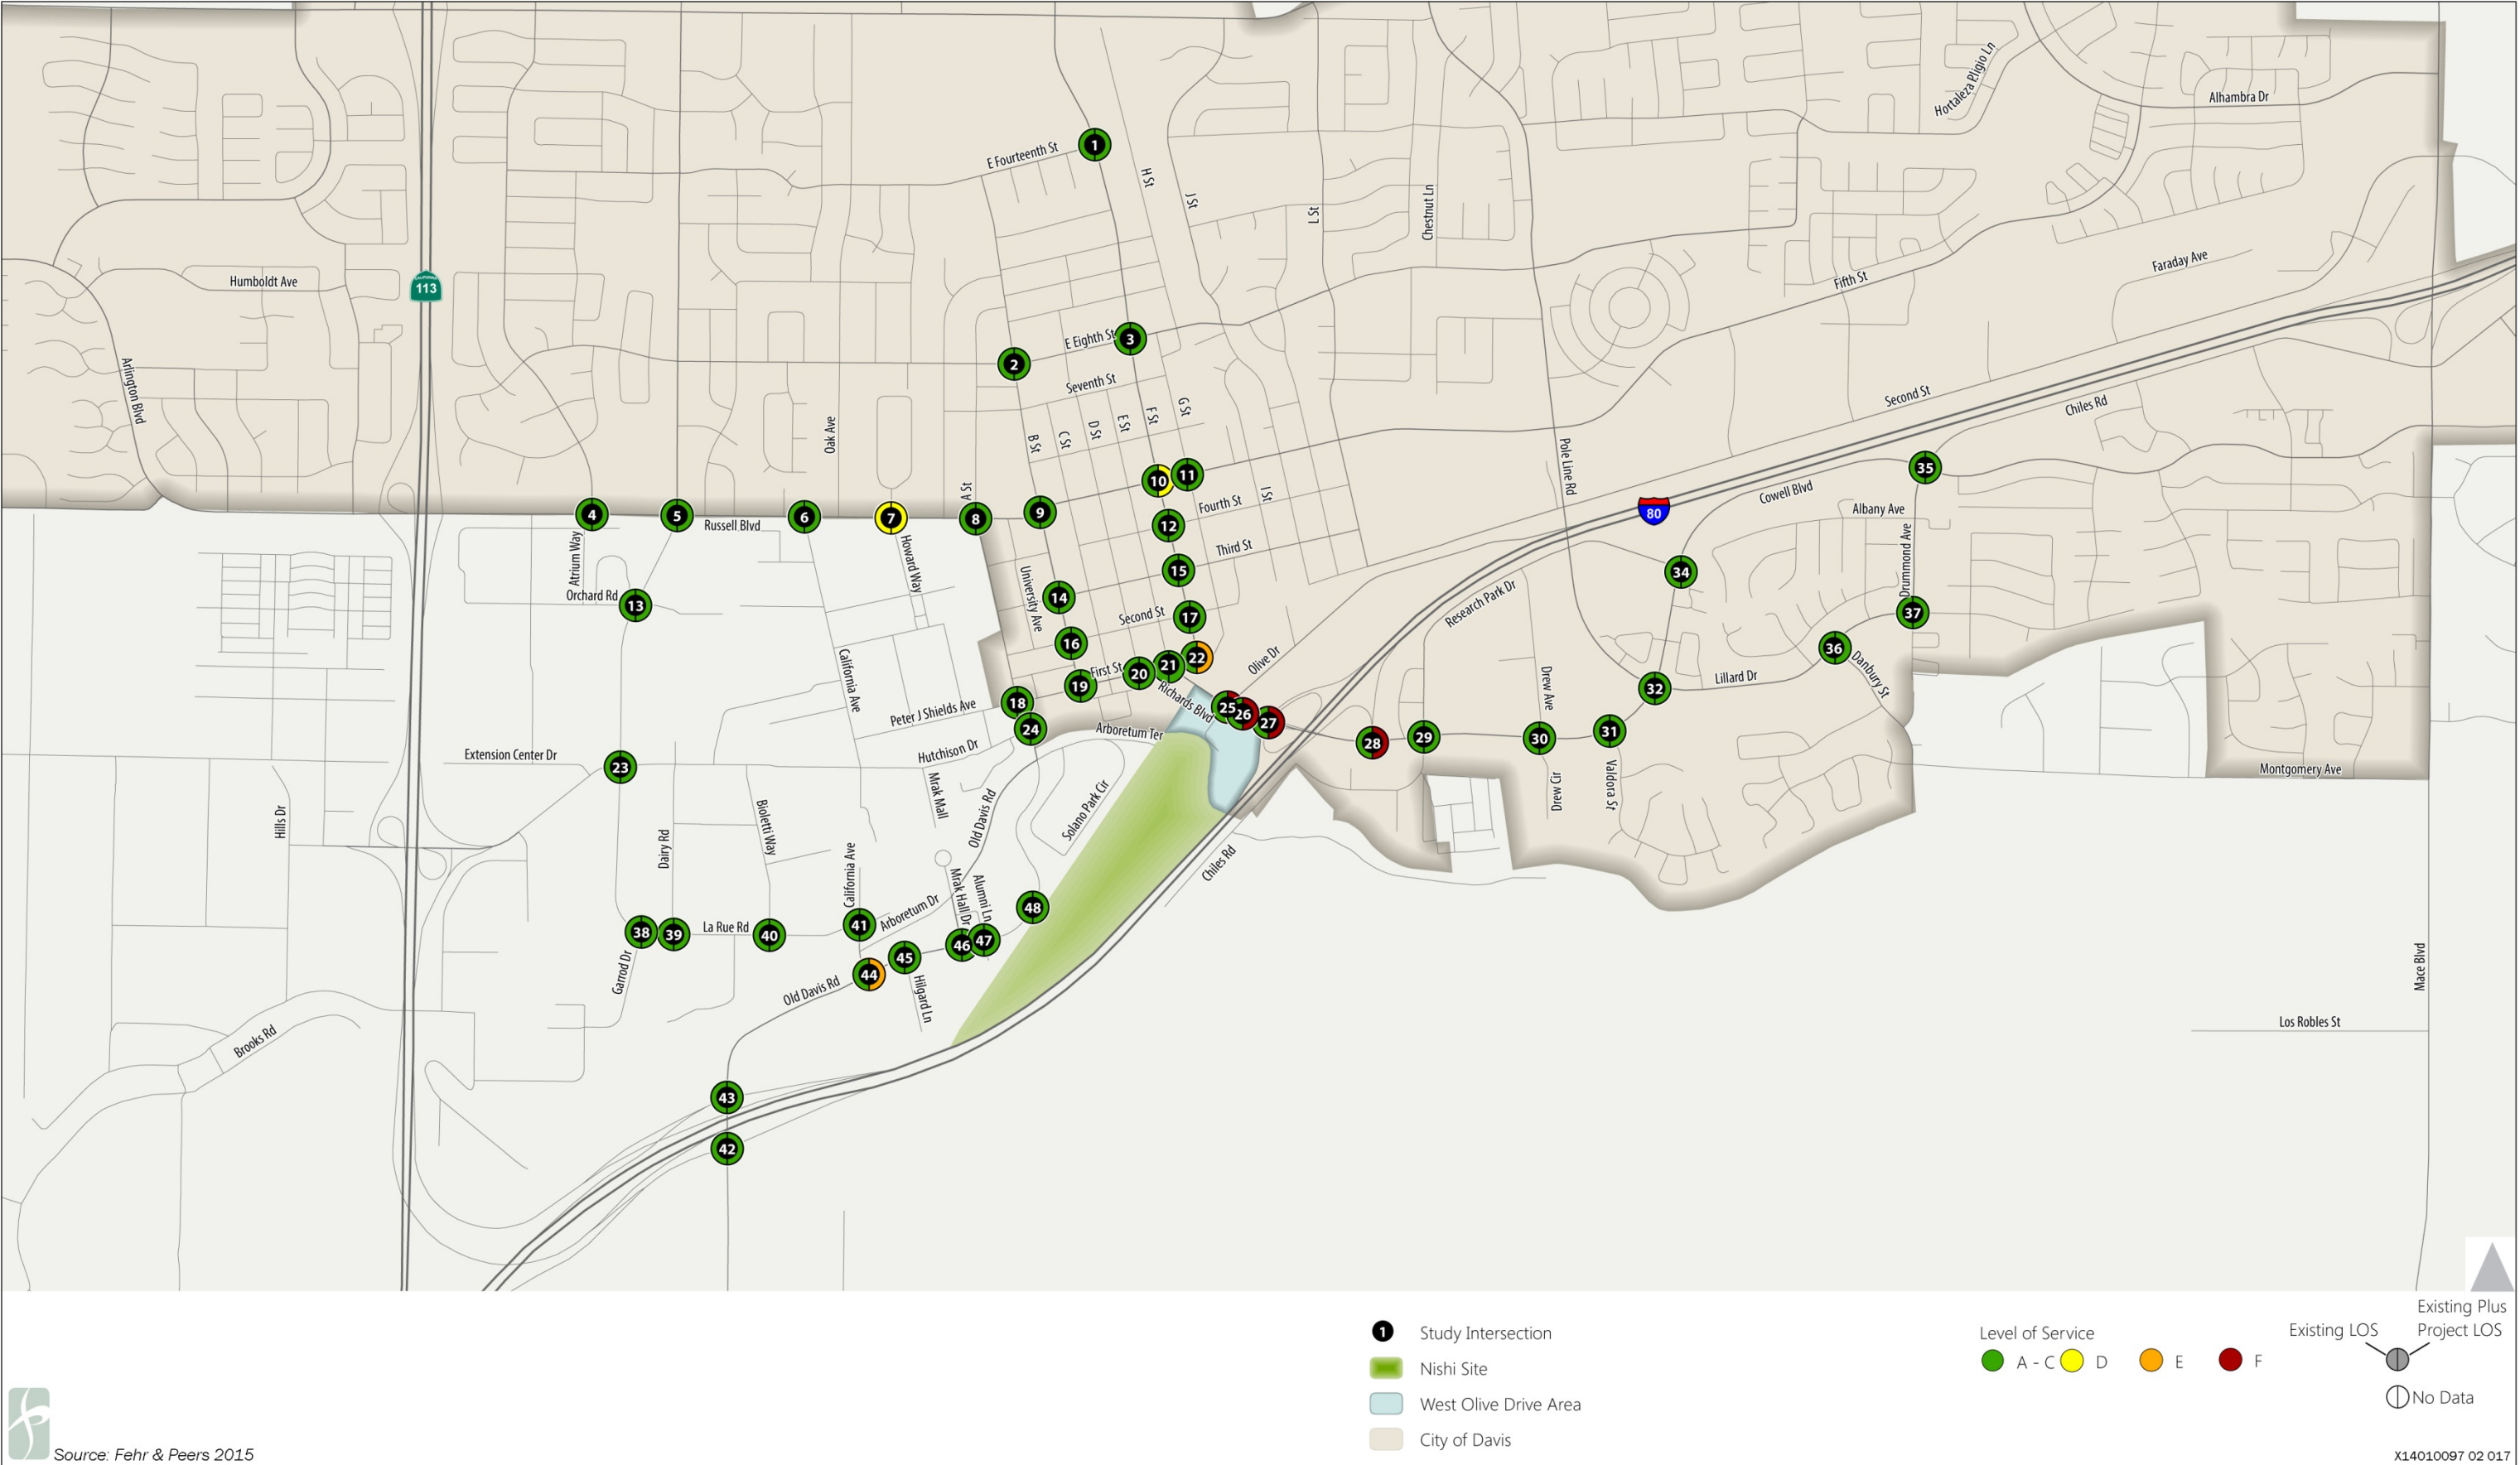 Hortaleza Pl
Pligio Ln
Alhambra Dr
1
E Fourteenth St
H St
J St
L St
Chestnut Ln
Faraday Ave
Humboldt Ave
CALIFORNIA
113
Fifth St
E Eighth St
3
2
Arlington Blvd
Seventh St
Second St
Chiles Rd
G St
F St
E St
D St
C St
B St
Oak Ave
Pole Line Rd
10
11
35
A St
I St
Fourth St
Cowell Blvd
80
Albany Ave
4
5
Russell Blvd
6
7
8
9
12
Drummond Ave
Atrium Way
Howard Way
University Ave
Third St
15
34
Orchard Rd
13
14
Second St
17
Research Park Dr
37
16
California Ave
First St
20
21
22
Olive Dr
36
Danbury St
19
Richards Blvd
Drew Ave
32
Lillard Dr
18
Peter J Shields Ave
24
Arboretum Ter
25
26
27
28
29
30
31
Extension Center Dr
23
Hutchison Dr
Mrak Mall
Old Davis Rd
Solano Park Cir
Drew Cir
Valdora St
Montgomery Ave
Hills Dr
Dairy Rd
Bioletti Way
California Ave
Chiles Rd
Mrak Hall Dr
Alumni Ln
48
38
39
La Rue Rd
40
41
Arboretum Dr
46
47
45
44
Garrod Dr
Old Davis Rd
Hilgard Ln
Mace Blvd
Los Robles St
Brooks Rd
43
42
1 Study Intersection
Nishi Site
West Olive Drive Area
City of Davis
Level of Service
A - C D E F
Existing LOS
Existing Plus
Project LOS
No Data
Source: Fehr & Peers 2015
X14010097 02 017